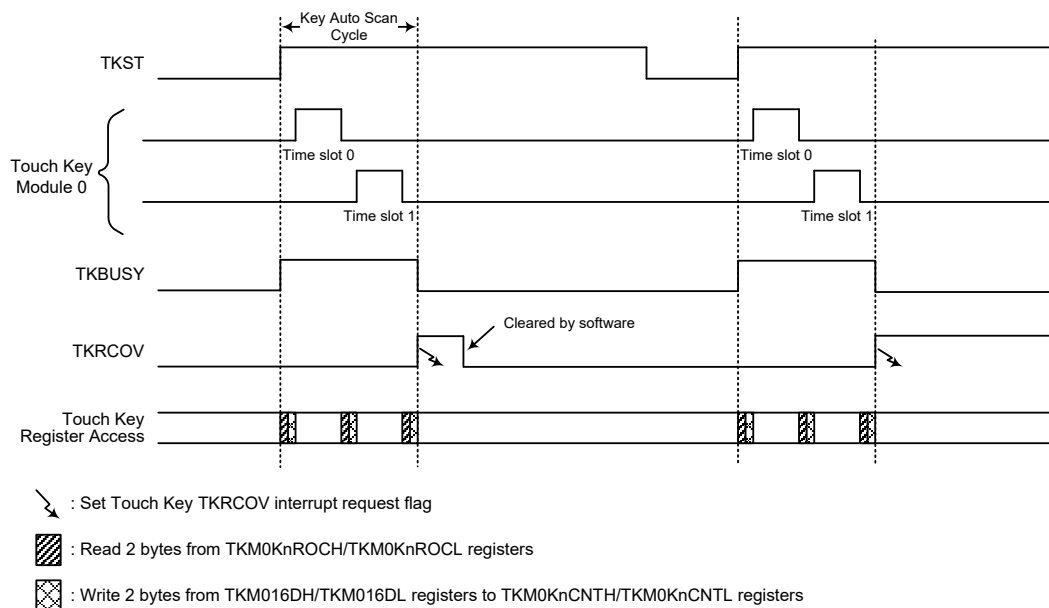 Key Auto Scan
Cycle
TKST
Time slot 0
Time slot 0
Touch Key
Module 0
Time slot 1
Time slot 1
TKBUSY
Cleared by software
TKRCOV
Touch Key
Register Access
: Set Touch Key TKRCOV interrupt request flag
: Read 2 bytes from TKM0KnROCH/TKM0KnROCL registers
: Write 2 bytes from TKM016DH/TKM016DL registers to TKM0KnCNTH/TKM0KnCNTL registers